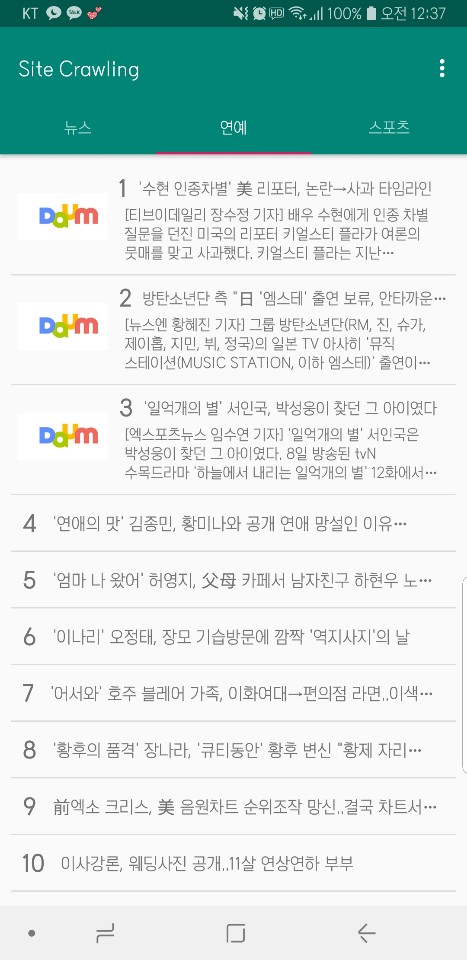 KT 100% 오전 12:37
Site Crawling
뉴스 연예 스포츠
1 '수현 인종차별' 美 리포터, 논란→사과 타임라인
Daum
[티브이데일리 장수정 기자] 배우 수현에게 인종 차별
질문을 던진 미국의 리포터 키얼스티 플라가 여론의
뭇매를 맞고 사과했다. 키얼스티 플라는 지난…
2 방탄소년단 측 "日 '엠스테' 출연 보류, 안타까운…
Daum
[뉴스엔 황혜진 기자] 그룹 방탄소년단(RM, 진, 슈가,
제이홉, 지민, 뷔, 정국)의 일본 TV 아사히 '뮤직
스테이션(MUSIC STATION, 이하 엠스테)' 출연이…
3 '일억개의 별' 서인국, 박성웅이 찾던 그 아이였다
Daum
[엑스포츠뉴스 임수연 기자] '일억개의 별' 서인국은
박성웅이 찾던 그 아이였다. 8일 방송된 tvN
수목드라마 '하늘에서 내리는 일억개의 별' 12화에서…
4 '연애의 맛' 김종민, 황미나와 공개 연애 망설인 이유…
5 '엄마 나 왔어' 허영지, 父母 카페서 남자친구 하현우 노…
6 '이나리' 오정태, 장모 기습방문에 깜짝 '역지사지'의 날
7 '어서와' 호주 블레어 가족, 이화여대→편의점 라면..이색…
8 '황후의 품격' 장나라, '큐티동안' 황후 변신 "황제 자리…
9 前엑소 크리스, 美 음원차트 순위조작 망신..결국 차트서…
10 이사강론, 웨딩사진 공개..11살 연상연하 부부